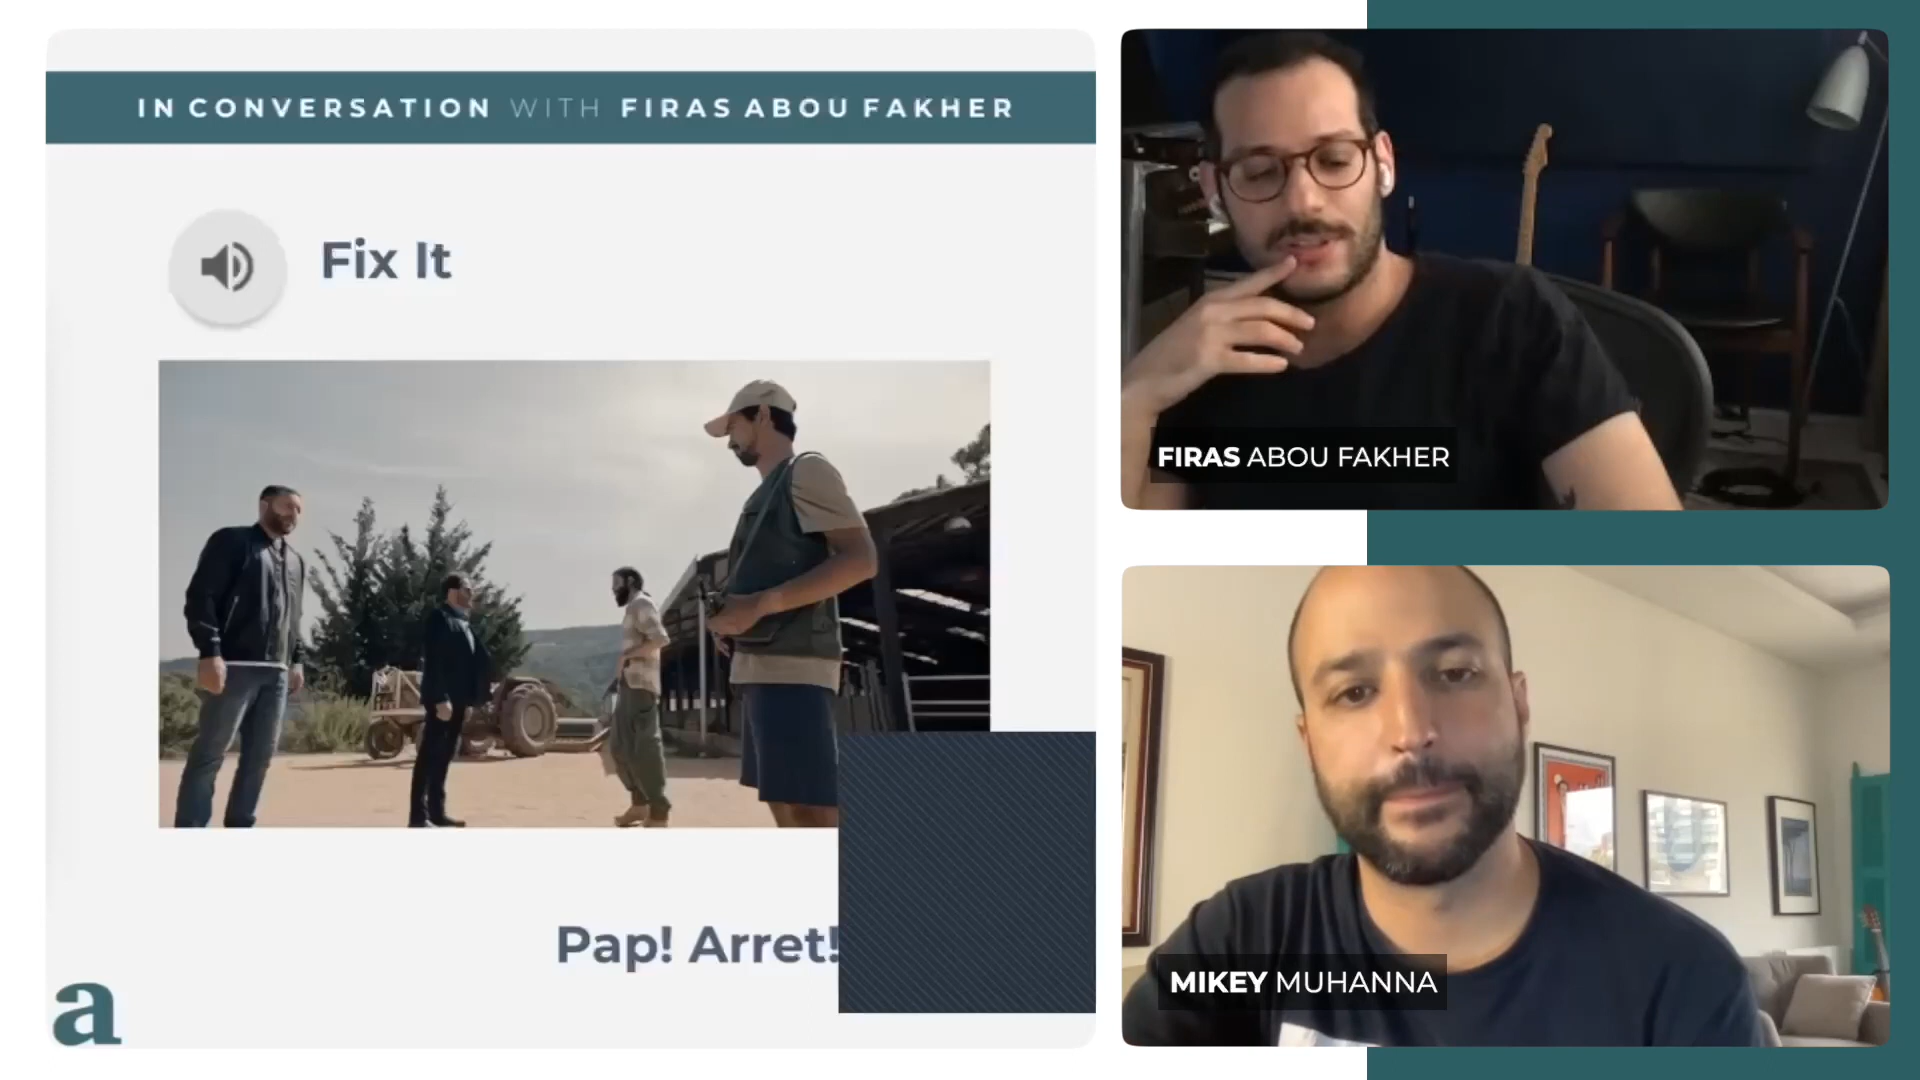 IN CONVERSATION WITH FIRAS ABOU FAKHER
Fix It
Pap! Arret!
a
FIRAS ABOU FAKHER
MIKEY MUHANNA